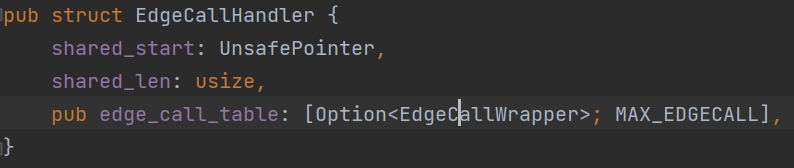 pub struct EdgeCallHandler {
    shared_start: UnsafePointer,
    shared_len: usize,
    pub edge_call_table: [Option<EdgeCallWrapper>; MAX_EDGECALL],
}